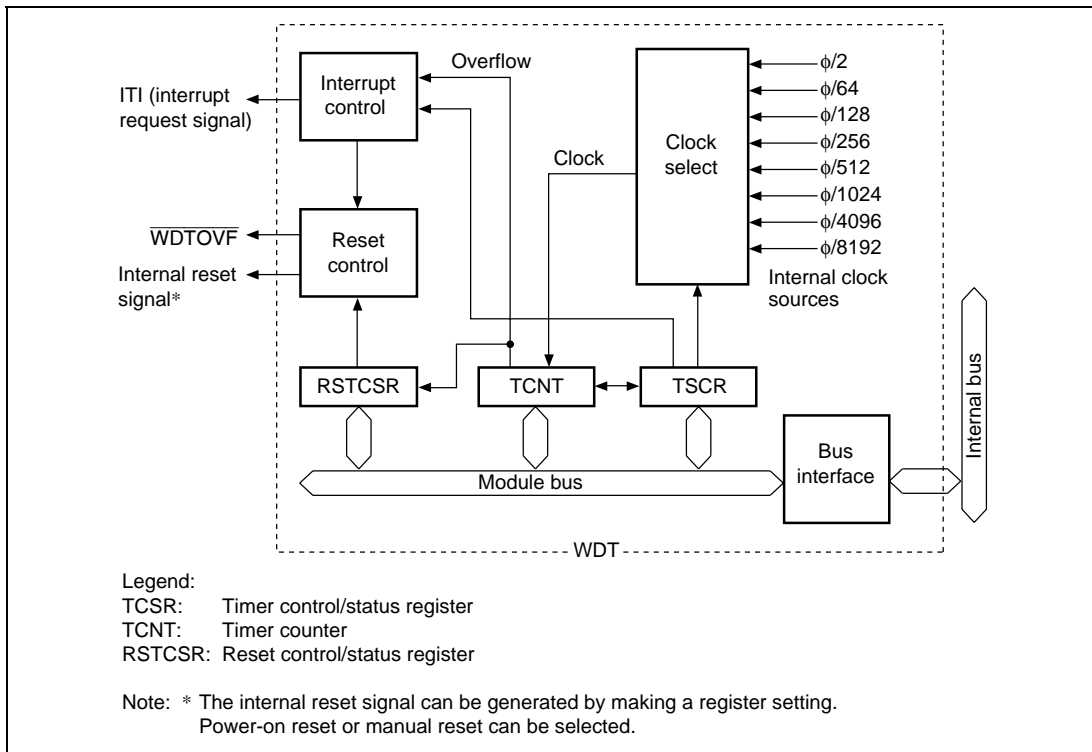 Overflow
Interrupt
control
ITI (interrupt
request signal)
ϕ/2
ϕ/64
ϕ/128
ϕ/256
ϕ/512
ϕ/1024
ϕ/4096
ϕ/8192
Clock
select
Clock
WDTOVF
Internal reset
signal*
Reset
control
Internal clock
sources
RSTCSR
TCNT
TSCR
Module bus
Bus
interface
Internal bus
WDT
Legend:
TCSR: Timer control/status register
TCNT: Timer counter
RSTCSR: Reset control/status register
Note: * The internal reset signal can be generated by making a register setting.
Power-on reset or manual reset can be selected.